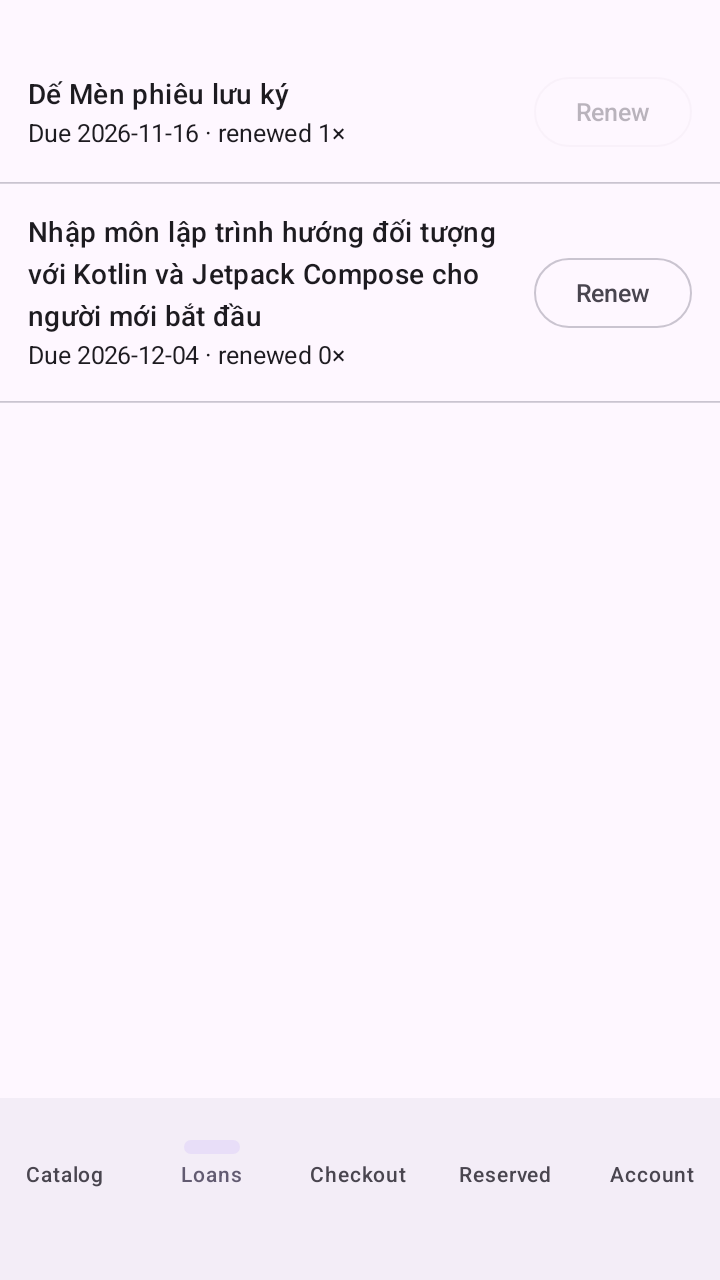 Dế Mèn phiêu lưu ký
Due 2026-11-16 · renewed 1×
Renew
Nhập môn lập trình hướng đối tượng
với Kotlin và Jetpack Compose cho
người mới bắt đầu
Due 2026-12-04 · renewed 0×
Renew
Catalog
Loans
Checkout
Reserved
Account